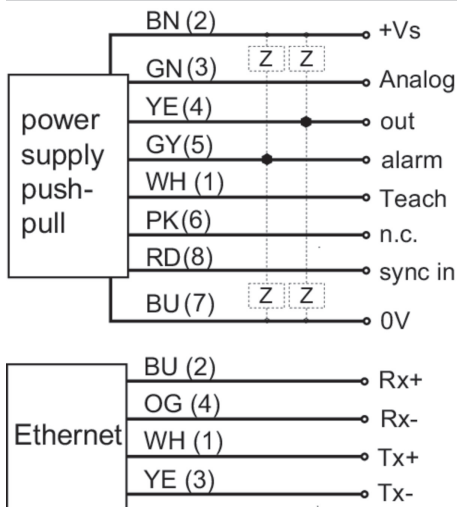 BN (2) +Vs
Z Z
GN (3) Analog
YE (4) out
GY (5) alarm
WH (1) Teach
PK (6) n.c.
RD (8) sync in
Z Z
BU (7) 0V
power
supply
push-
pull
BU (2) Rx+
OG (4) Rx-
WH (1) Tx+
YE (3) Tx-
Ethernet